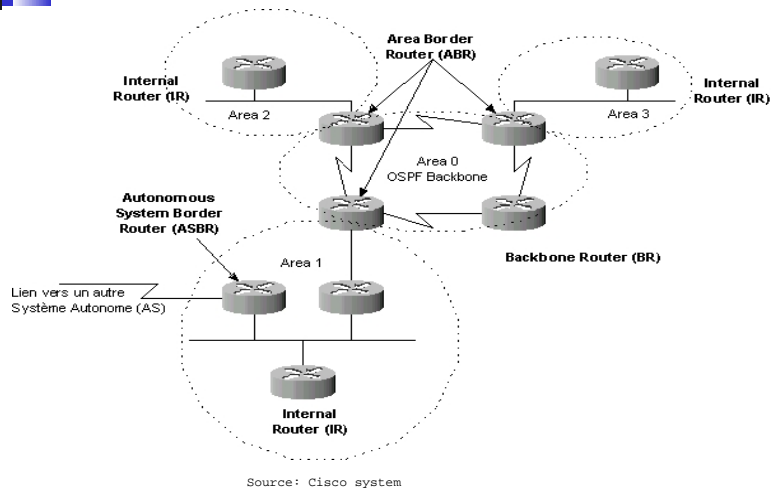 Area Border
Router (ABR)
Internal
Router (IR)
Area 2
Internal
Router (IR)
Area 3
Area 0
OSPF Backbone
Autonomous
System Border
Router (ASBR)
Backbone Router (BR)
Area 1
Lien vers un autre
Système Autonome (AS)
Internal
Router (IR)
Source: Cisco system